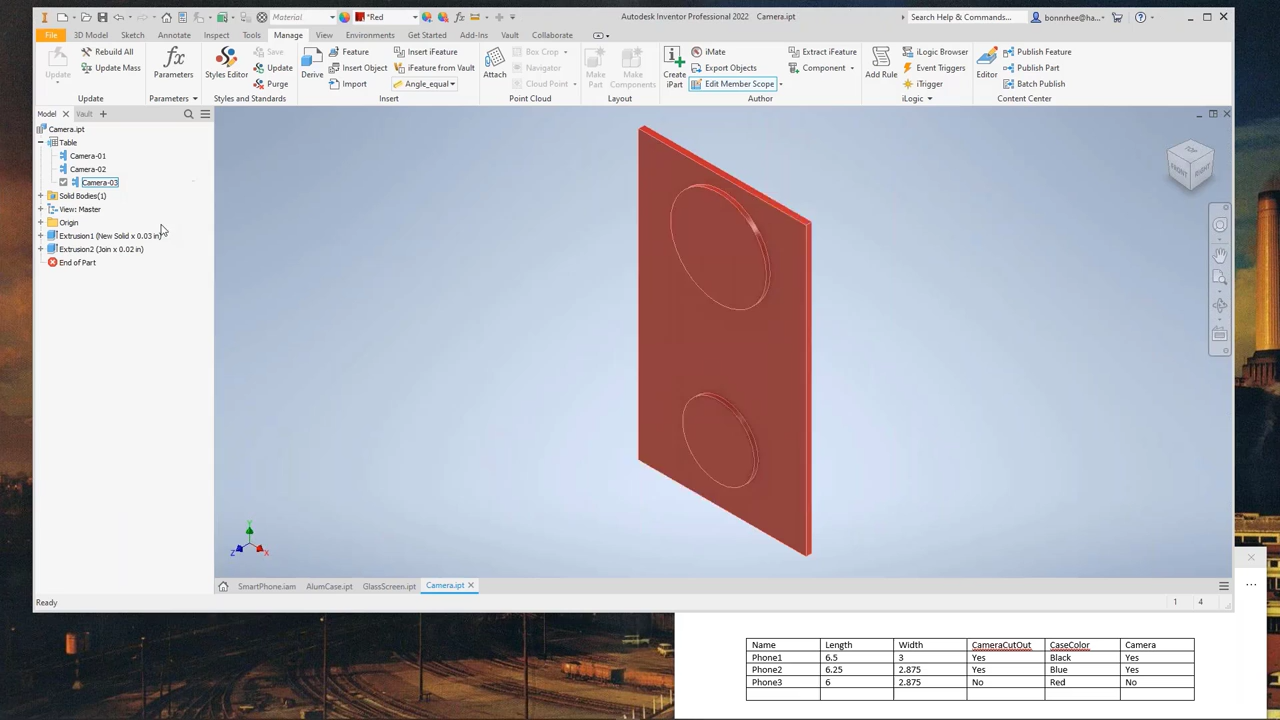 Material
*Red
fx
Autodesk Inventor Professional 2022 Camera.ipt
Search Help & Commands...
bonnrhee@ha...
File
3D Model
Sketch
Annotate
Inspect
Tools
Manage
View
Environments
Get Started
Add-Ins
Vault
Collaborate
Update
Rebuild All
Update Mass
Update
fx
Parameters
Parameters
Styles Editor
Save
Update
Purge
Styles and Standards
Derive
Feature
Insert Object
Import
Insert iFeature
iFeature from Vault
Angle_equal
Insert
Attach
Box Crop
Navigator
Cloud Point
Point Cloud
Make Part
Make Components
Layout
Create iPart
iMate
Export Objects
Edit Member Scope
Extract iFeature
Component
Author
Add Rule
iLogic Browser
Event Triggers
iTrigger
iLogic
Editor
Publish Feature
Publish Part
Batch Publish
Content Center
Model
Vault
Camera.ipt
Table
Camera-01
Camera-02
Camera-03
Solid Bodies(1)
View: Master
Origin
Extrusion1 (New Solid x 0.03 in)
Extrusion2 (Join x 0.02 in)
End of Part
TOP
FRONT
RIGHT
Y
Z
X
SmartPhone.iam
AlumCase.ipt
GlassScreen.ipt
Camera.ipt
Ready
1
4
Name Length Width CameraCutOut CaseColor Camera
Phone1 6.5 3 Yes Black Yes
Phone2 6.25 2.875 Yes Blue Yes
Phone3 6 2.875 No Red No